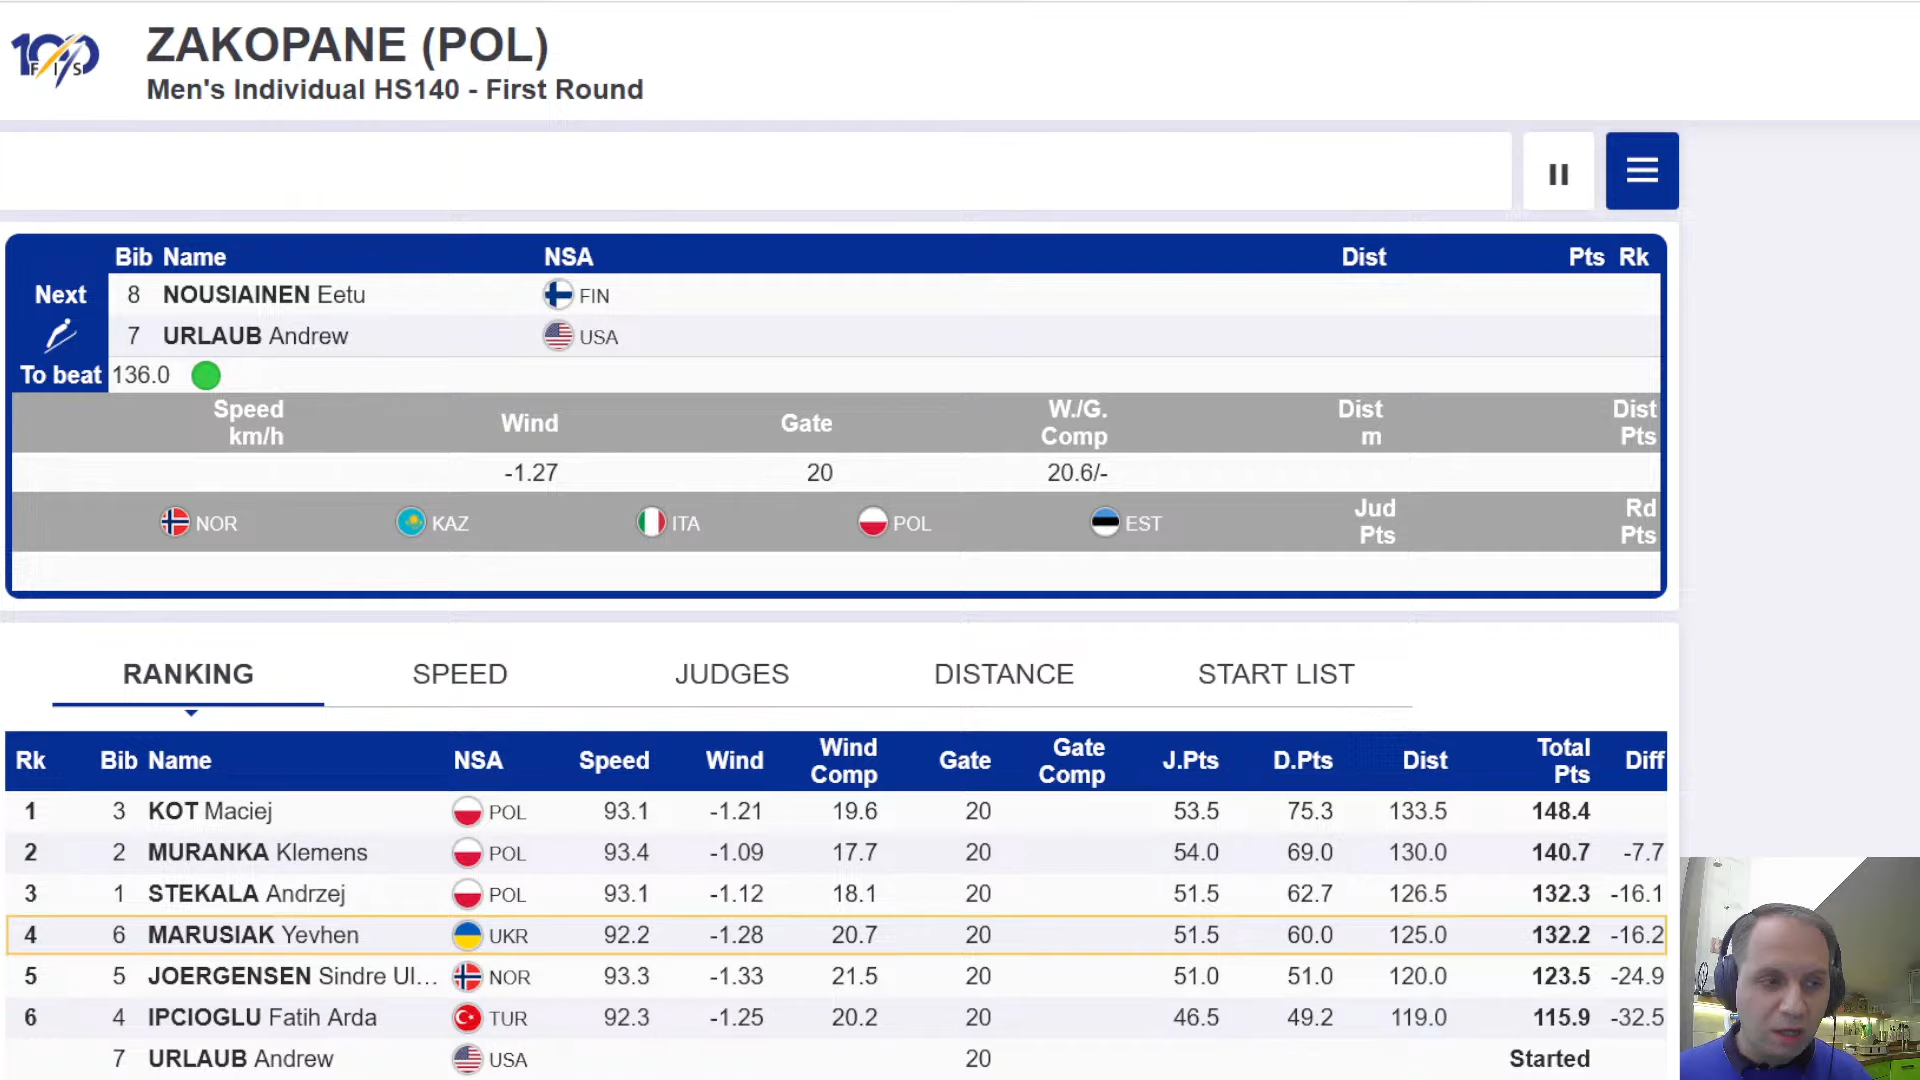 100
FIS
ZAKOPANE (POL)
Men's Individual HS140 - First Round
Bib Name NSA Dist Pts Rk
Next 8 NOUSIAINEN Eetu FIN
7 URLAUB Andrew USA
To beat 136.0
Speed km/h Wind Gate W./G. Comp Dist m Dist Pts
-1.27 20 20.6/-
NOR KAZ ITA POL EST Jud Pts Rd Pts
RANKING SPEED JUDGES DISTANCE START LIST
Rk Bib Name NSA Speed Wind Wind Comp Gate Gate Comp J.Pts D.Pts Dist Total Pts Diff
1 3 KOT Maciej POL 93.1 -1.21 19.6 20 53.5 75.3 133.5 148.4
2 2 MURANKA Klemens POL 93.4 -1.09 17.7 20 54.0 69.0 130.0 140.7 -7.7
3 1 STEKALA Andrzej POL 93.1 -1.12 18.1 20 51.5 62.7 126.5 132.3 -16.1
4 6 MARUSIAK Yevhen UKR 92.2 -1.28 20.7 20 51.5 60.0 125.0 132.2 -16.2
5 5 JOERGENSEN Sindre Ul... NOR 93.3 -1.33 21.5 20 51.0 51.0 120.0 123.5 -24.9
6 4 IPCIOGLU Fatih Arda TUR 92.3 -1.25 20.2 20 46.5 49.2 119.0 115.9 -32.5
7 URLAUB Andrew USA 20 Started